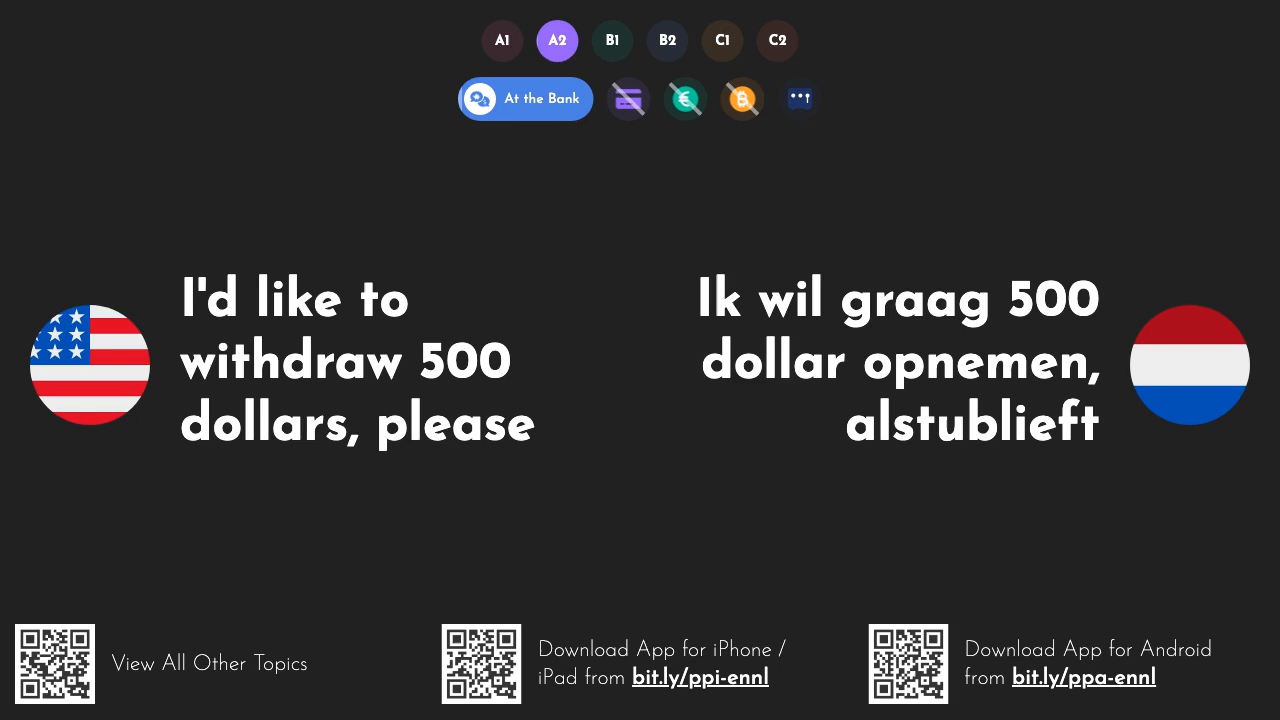 A1 A2 B1 B2 C1 C2
At the Bank
I'd like to
withdraw 500
dollars, please
Ik wil graag 500
dollar opnemen,
alstublieft
View All Other Topics
Download App for iPhone /
iPad from bit.ly/ppi-ennl
Download App for Android
from bit.ly/ppa-ennl